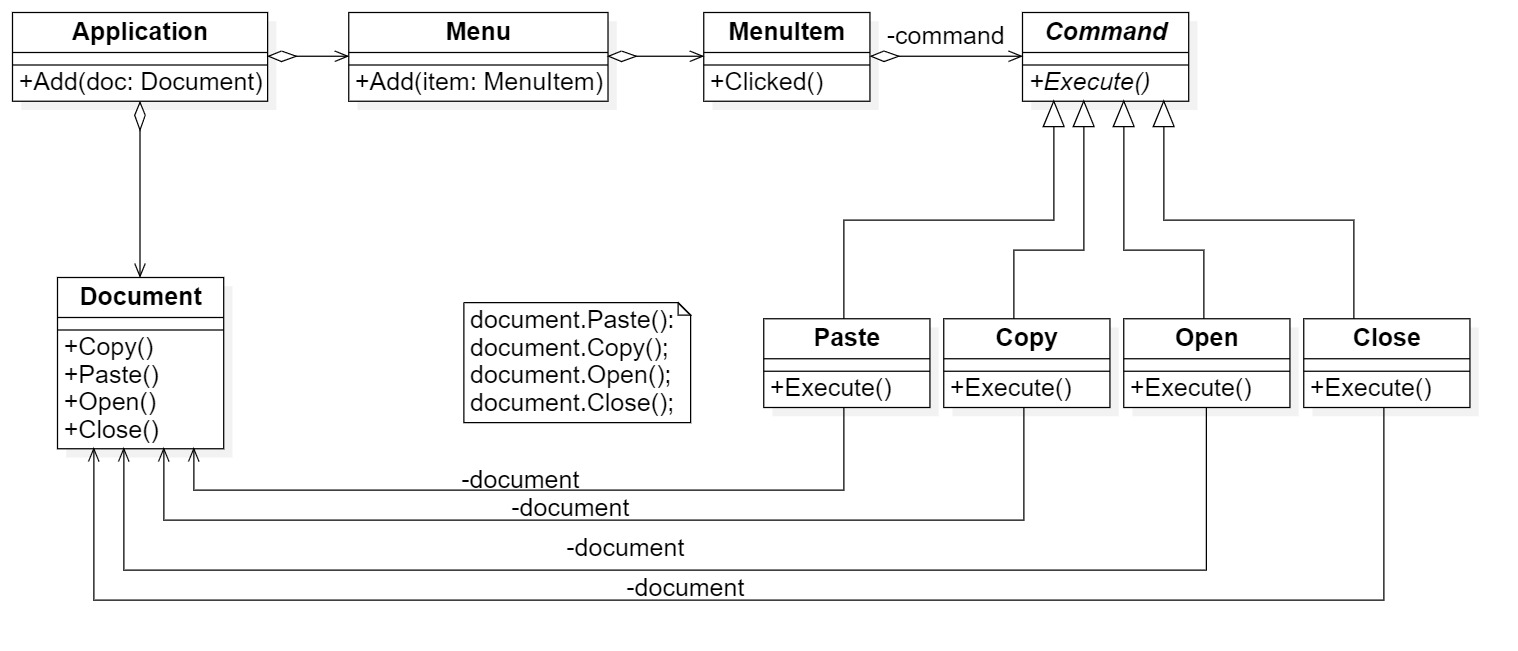 Application
+Add(doc: Document)
Menu
+Add(item: MenuItem)
MenuItem
+Clicked()
-command
Command
+Execute()
Document
+Copy()
+Paste()
+Open()
+Close()
document.Paste():
document.Copy();
document.Open();
document.Close();
Paste
+Execute()
Copy
+Execute()
Open
+Execute()
Close
+Execute()
-document
-document
-document
-document